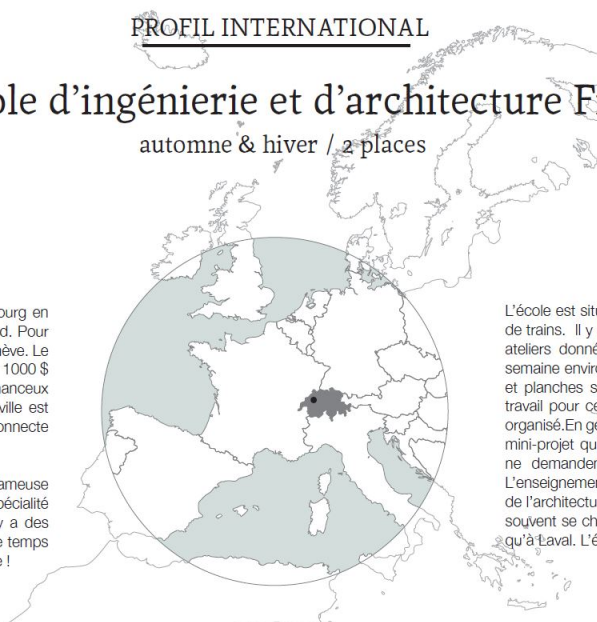 PROFIL INTERNATIONAL
ole d'ingénierie et d'architecture F
automne & hiver / 2 places
ourg en
d. Pour
ève. Le
1000 $
anceux
ville est
onnecte
ameuse
pécialité
y a des
e temps
e !
L'école est situ
de trains. Il y
ateliers donné
semaine enviro
et planches s
travail pour ce
organisé.En ge
mini-projet qu
ne demander
L'enseignemen
de l'architectu
souvent se ch
qu'à Laval. L'é